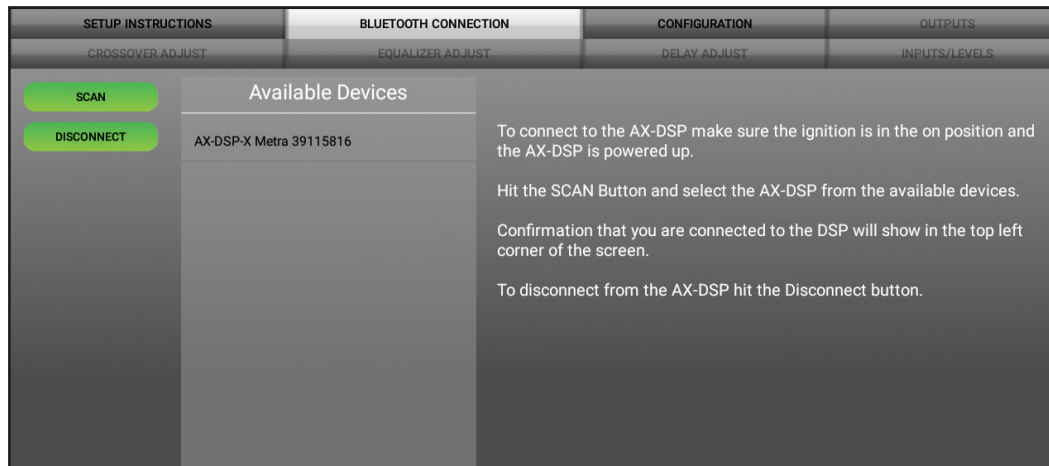 SETUP INSTRUCTIONS BLUETOOTH CONNECTION CONFIGURATION OUTPUTS
CROSSOVER ADJUST EQUALIZER ADJUST DELAY ADJUST INPUTS/LEVELS
SCAN
DISCONNECT
Available Devices
AX-DSP-X Metra 39115816
To connect to the AX-DSP make sure the ignition is in the on position and
the AX-DSP is powered up.
Hit the SCAN Button and select the AX-DSP from the available devices.
Confirmation that you are connected to the DSP will show in the top left
corner of the screen.
To disconnect from the AX-DSP hit the Disconnect button.